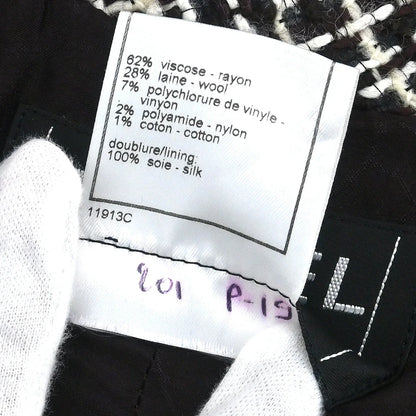 62% viscose - rayon
28% laine - wool
7% polychlorure de vinyle -
vinyon
2% polyamide - nylon
1% coton - cotton
doublure/lining:
100% soie - silk
11913C
201 P-15
EL